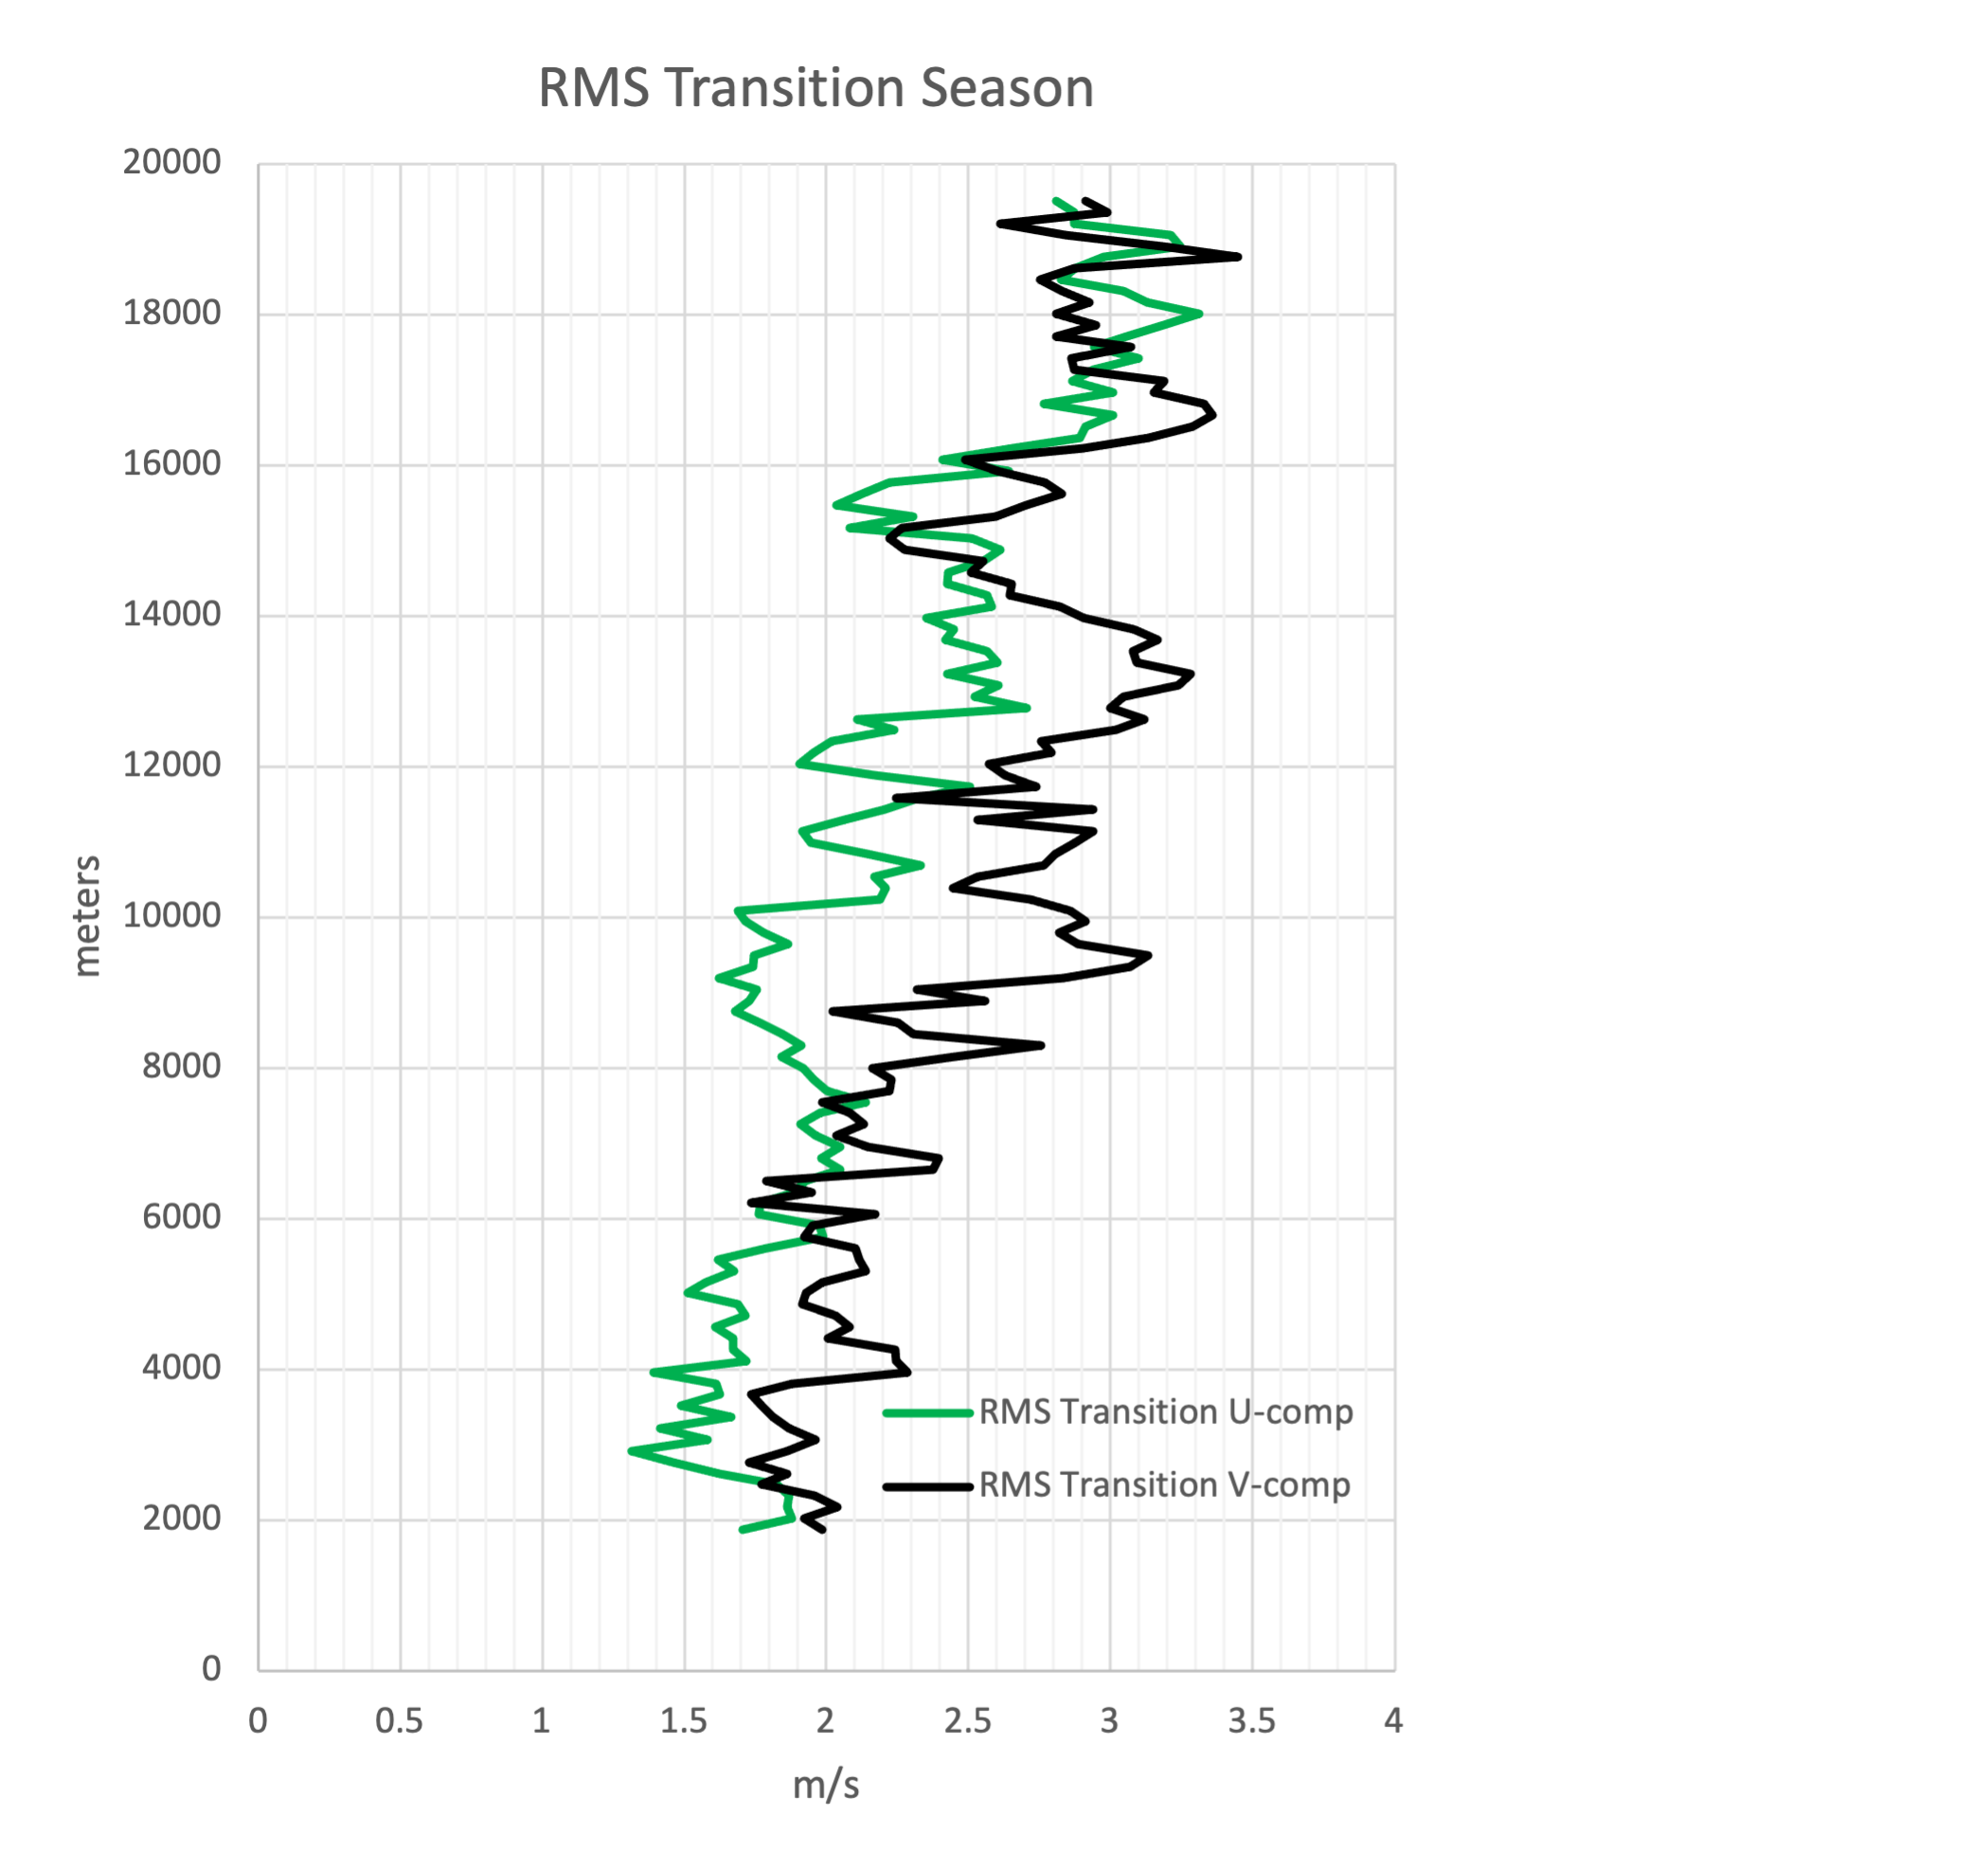 RMS Transition Season
20000
18000
16000
14000
12000
10000
8000
6000
4000
2000
0
meters
RMS Transition U-comp
RMS Transition V-comp
0 0.5 1 1.5 2 2.5 3 3.5 4
m/s